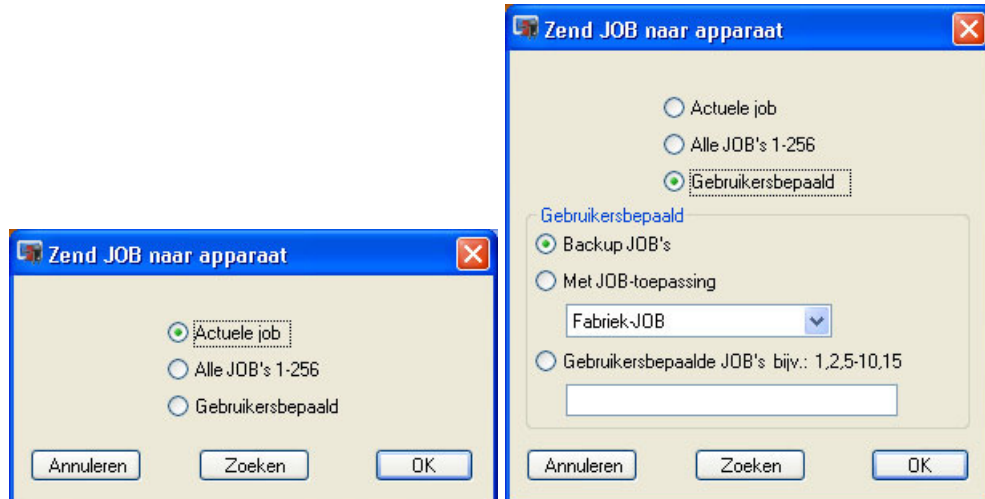 Zend JOB naar apparaat
Actuele job
Alle JOB's 1-256
Gebruikersbepaald
Annuleren Zoeken OK
Zend JOB naar apparaat
Actuele job
Alle JOB's 1-256
Gebruikersbepaald
Gebruikersbepaald
Backup JOB's
Met JOB-toepassing
Fabriek-JOB
Gebruikersbepaalde JOB's bijv.: 1,2,5-10,15
Annuleren Zoeken OK